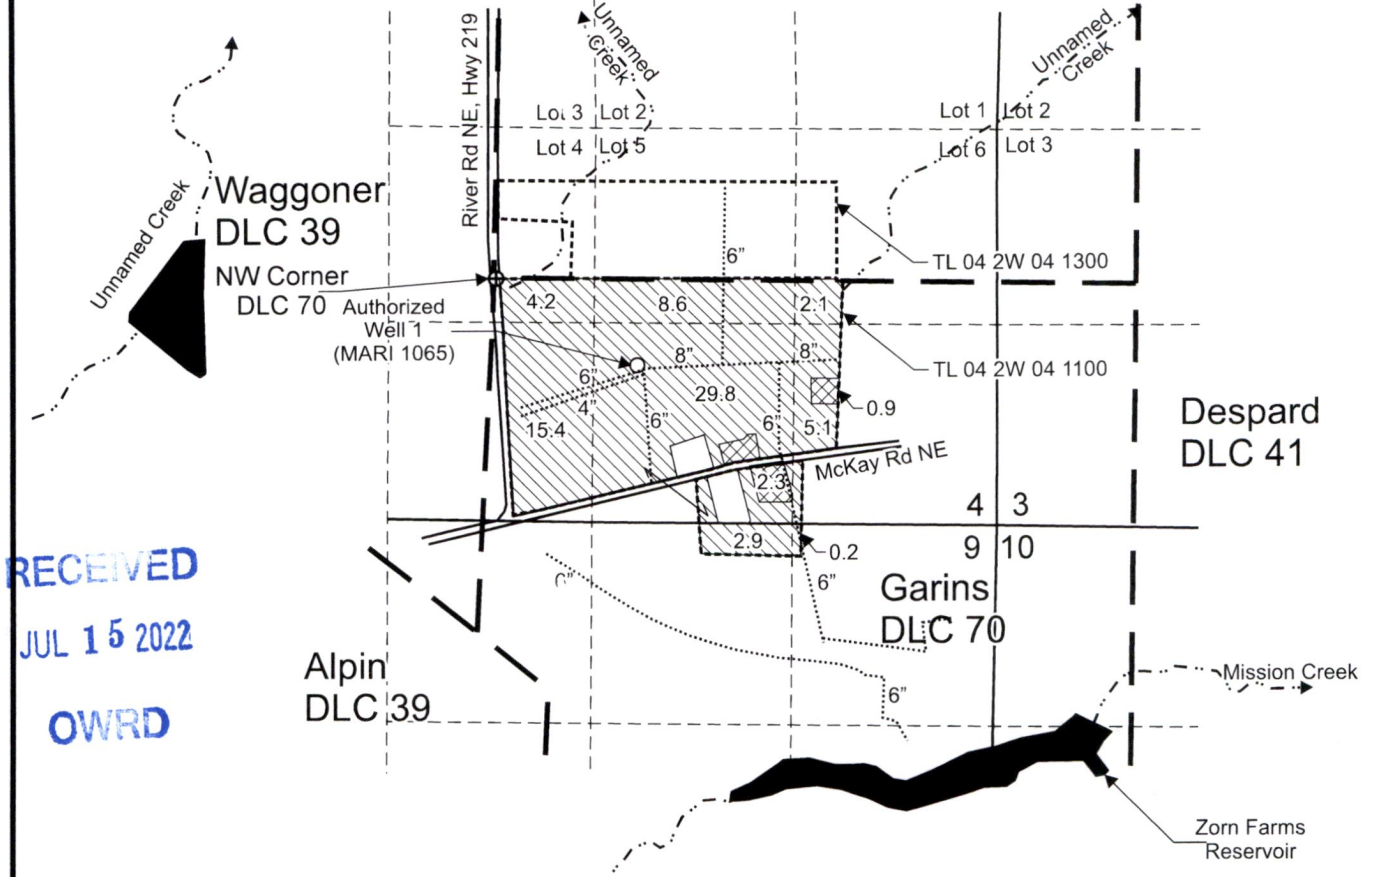 River Rd NE, Hwy 219
Unnamed
Creek
Unnamed
Creek
Lot 3 Lot 2
Lot 4 Lot 5
Lot 1 Lot 2
Lot 6 Lot 3
Unnamed Creek
Waggoner
DLC 39
NW Corner
DLC 70
Authorized
Well 1
(MARI 1065)
6"
TL 04 2W 04 1300
4.2
8.6
2.1
8"
8"
TL 04 2W 04 1100
6"
4"
29.8
0.9
15.4
6"
6"
5.1
McKay Rd NE
Despard
DLC 41
2.3
4 3
9 10
2.9
0.2
RECEIVED
JUL 15 2022
OWRD
6"
6"
Garins
DLC 70
Alpin
DLC 39
6"
Mission Creek
Zorn Farms
Reservoir